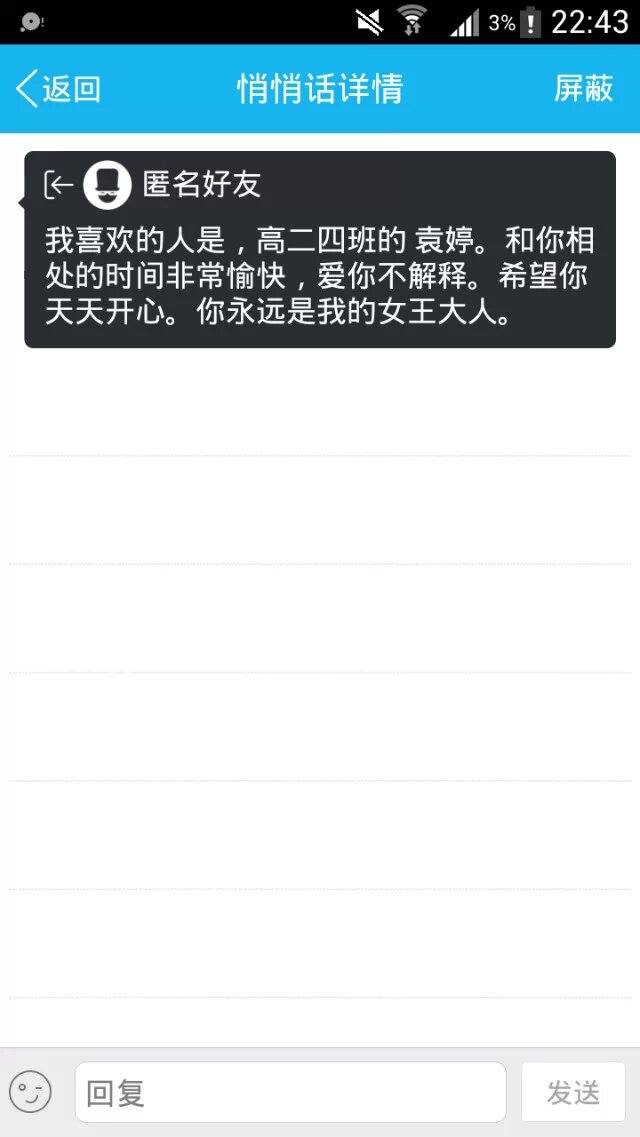 3% 22:43
返回 悄悄话详情 屏蔽
匿名好友
我喜欢的人是，高二四班的 袁婷。和你相
处的时间非常愉快，爱你不解释。希望你
天天开心。你永远是我的女王大人。
回复 发送